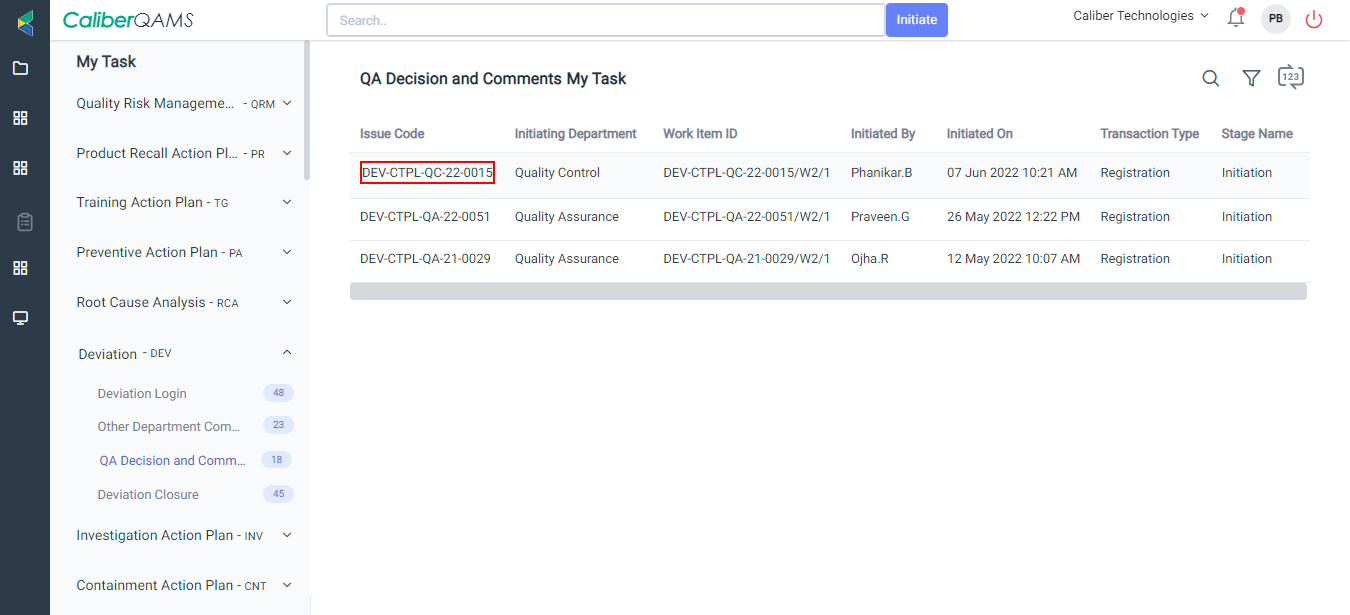 CaliberQAMS
Search..
Initiate
Caliber Technologies
PB
My Task
Quality Risk Manageme... - QRM
Product Recall Action Pl... - PR
Training Action Plan - TG
Preventive Action Plan - PA
Root Cause Analysis - RCA
Deviation - DEV
Deviation Login 48
Other Department Com... 23
QA Decision and Comm... 18
Deviation Closure 45
Investigation Action Plan - INV
Containment Action Plan - CNT
QA Decision and Comments My Task
123
Issue Code Initiating Department Work Item ID Initiated By Initiated On Transaction Type Stage Name
DEV-CTPL-QC-22-0015 Quality Control DEV-CTPL-QC-22-0015/W2/1 Phanikar.B 07 Jun 2022 10:21 AM Registration Initiation
DEV-CTPL-QA-22-0051 Quality Assurance DEV-CTPL-QA-22-0051/W2/1 Praveen.G 26 May 2022 12:22 PM Registration Initiation
DEV-CTPL-QA-21-0029 Quality Assurance DEV-CTPL-QA-21-0029/W2/1 Ojha.R 12 May 2022 10:07 AM Registration Initiation